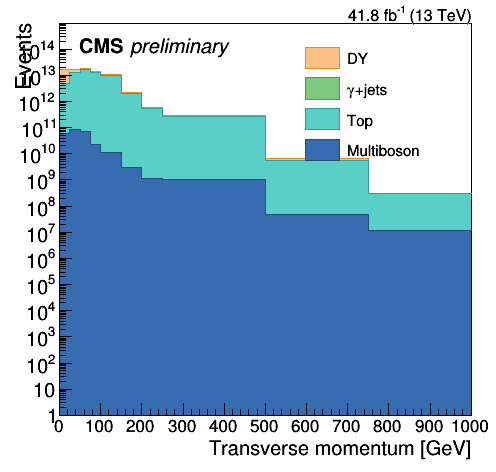 41.8 fb⁻¹ (13 TeV)
Events
CMS preliminary
DY
γ+jets
Top
Multiboson
10¹⁴
10¹³
10¹²
10¹¹
10¹⁰
10⁹
10⁸
10⁷
10⁶
10⁵
10⁴
10³
10²
10
1
0 100 200 300 400 500 600 700 800 900 1000
Transverse momentum [GeV]